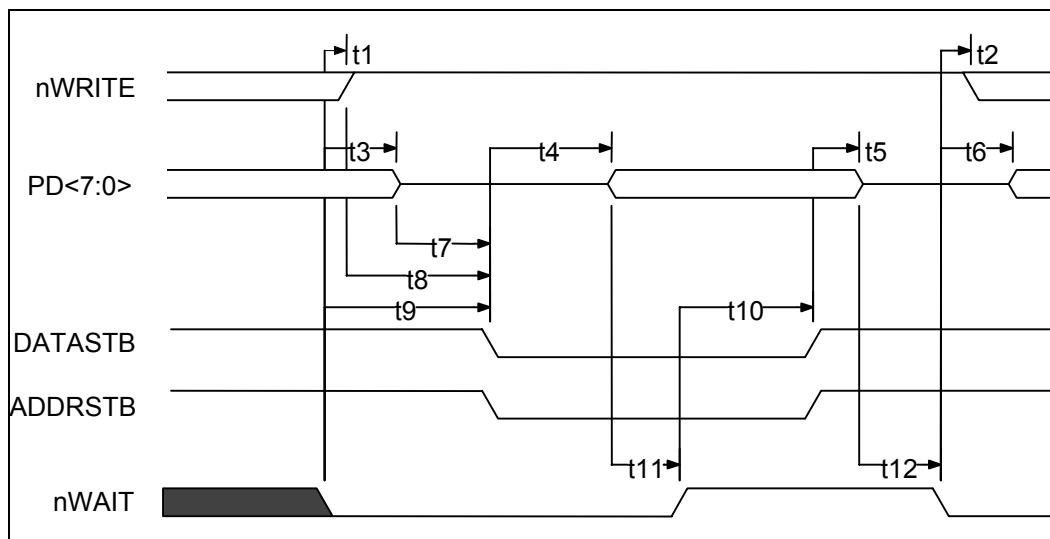 t1 t2
nWRITE
t3 t4 t5 t6
PD<7:0>
t7
t8
t9 t10
DATASTB
ADDRSTB
t11 t12
nWAIT